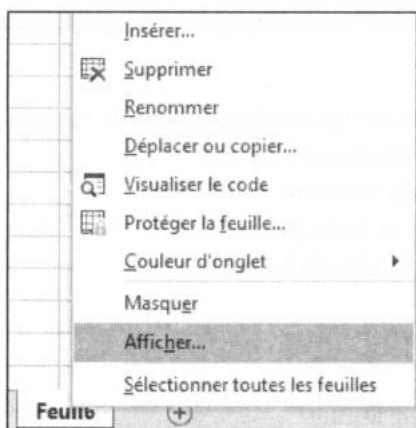 Insérer...
Supprimer
Renommer
Déplacer ou copier...
Visualiser le code
Protéger la feuille...
Couleur d'onglet
Masquer
Afficher...
Sélectionner toutes les feuilles
Feuil6